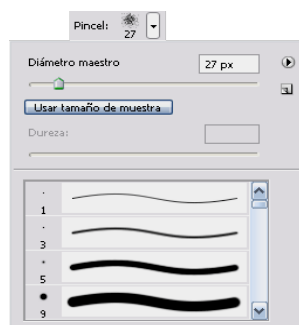 Pincel:
27
Diámetro maestro 27 px
Usar tamaño de muestra
Dureza:
1
3
5
9